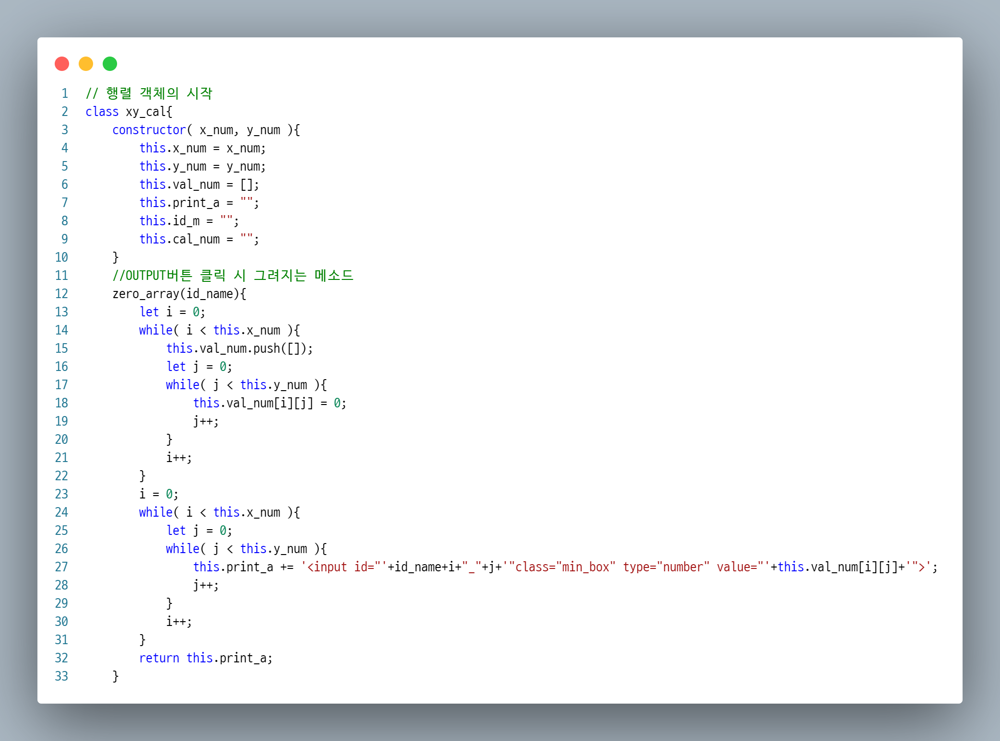 1 // 행렬 객체의 시작
2 class xy_cal{
3     constructor( x_num, y_num ){
4         this.x_num = x_num;
5         this.y_num = y_num;
6         this.val_num = [];
7         this.print_a = "";
8         this.id_m = "";
9         this.cal_num = "";
10     }
11     //OUTPUT버튼 클릭 시 그려지는 메소드
12     zero_array(id_name){
13         let i = 0;
14         while( i < this.x_num ){
15             this.val_num.push([]);
16             let j = 0;
17             while( j < this.y_num ){
18                 this.val_num[i][j] = 0;
19                 j++;
20             }
21             i++;
22         }
23         i = 0;
24         while( i < this.x_num ){
25             let j = 0;
26             while( j < this.y_num ){
27                 this.print_a += '<input id="'+id_name+i+"_"+j+'"class="min_box" type="number" value="'+this.val_num[i][j]+'">';
28                 j++;
29             }
30             i++;
31         }
32         return this.print_a;
33     }